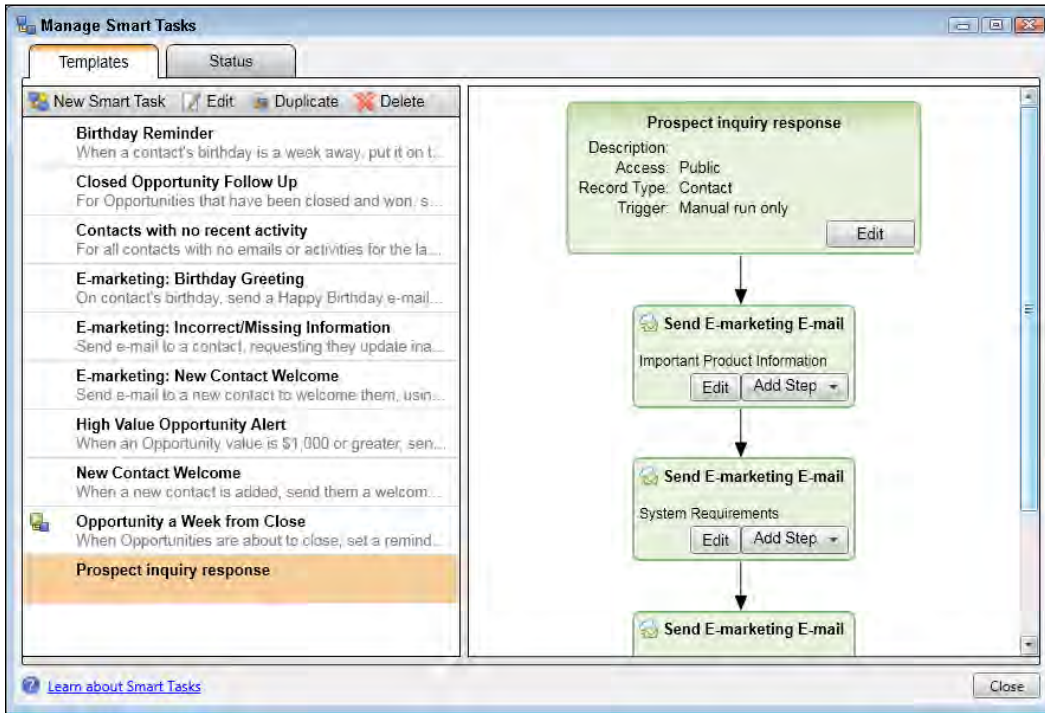 Manage Smart Tasks
Templates
Status
New Smart Task
Edit
Duplicate
Delete
Birthday Reminder
When a contact's birthday is a week away, put it on t...
Closed Opportunity Follow Up
For Opportunities that have been closed and won, s...
Contacts with no recent activity
For all contacts with no emails or activities for the la...
E-marketing: Birthday Greeting
On contact's birthday, send a Happy Birthday e-mail...
E-marketing: Incorrect/Missing Information
Send e-mail to a contact, requesting they update ina...
E-marketing: New Contact Welcome
Send e-mail to a new contact to welcome them, usin...
High Value Opportunity Alert
When an Opportunity value is $1,000 or greater, sen...
New Contact Welcome
When a new contact is added, send them a welcom...
Opportunity a Week from Close
When Opportunities are about to close, set a remind...
Prospect inquiry response
Prospect inquiry response
Description:
Access: Public
Record Type: Contact
Trigger: Manual run only
Edit
Send E-marketing E-mail
Important Product Information
Edit
Add Step
Send E-marketing E-mail
System Requirements
Edit
Add Step
Send E-marketing E-mail
Learn about Smart Tasks
Close